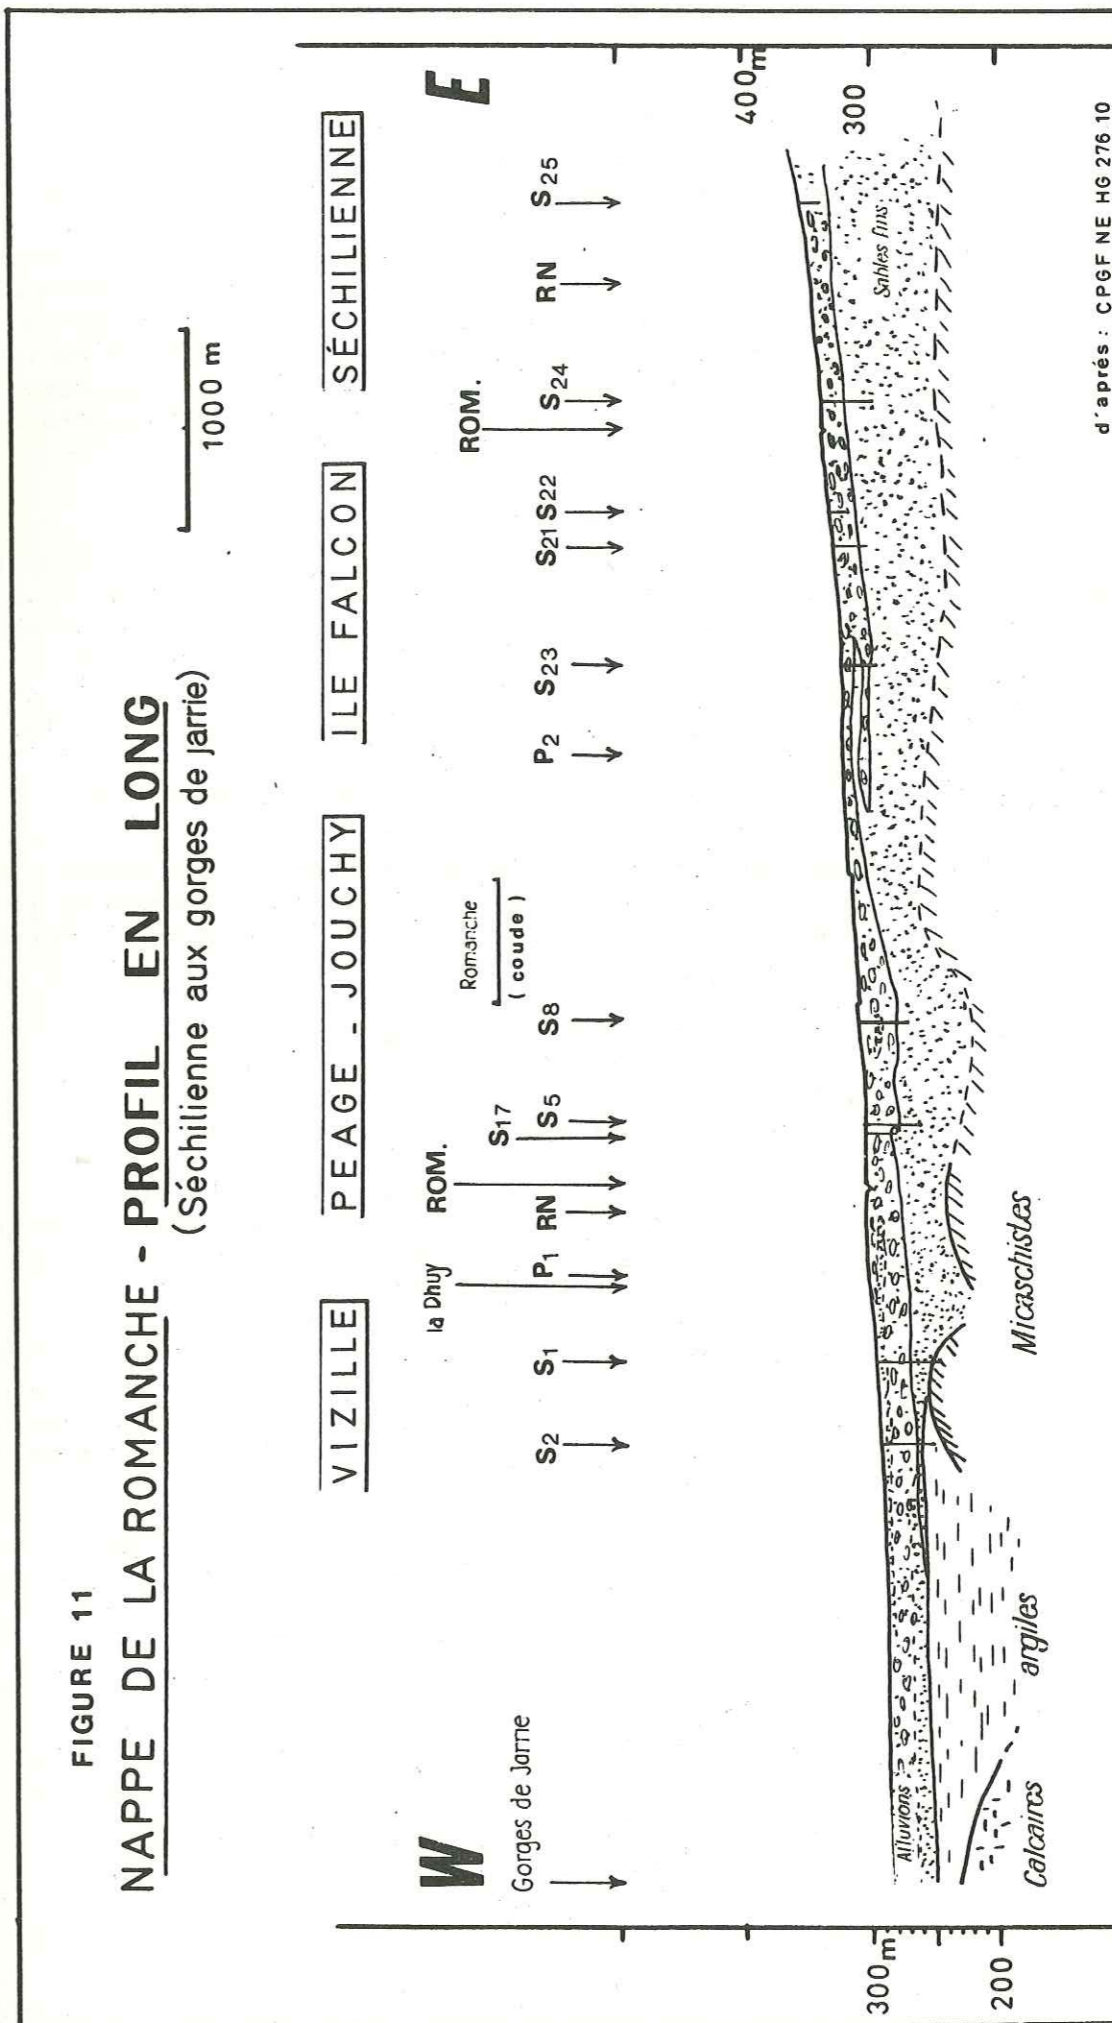 FIGURE 11
NAPPE DE LA ROMANCHE - PROFIL EN LONG
(Séchilienne aux gorges de Jarrie)
1000 m
VIZILLE
PEAGE - JOUCHY
ILE FALCON
SÉCHILIENNE
W
E
Gorges de Jarrie
S2
S1
la Dhuy
P1
RN
ROM.
S17
S5
S8
Romanche
(coude)
P2
S23
S21
S22
ROM.
S24
RN
S25
300m
200
400m
300
Alluvions
Sables fins
Calcaires
argiles
Micaschistes
d'aprés: CPGF NE HG 276 10